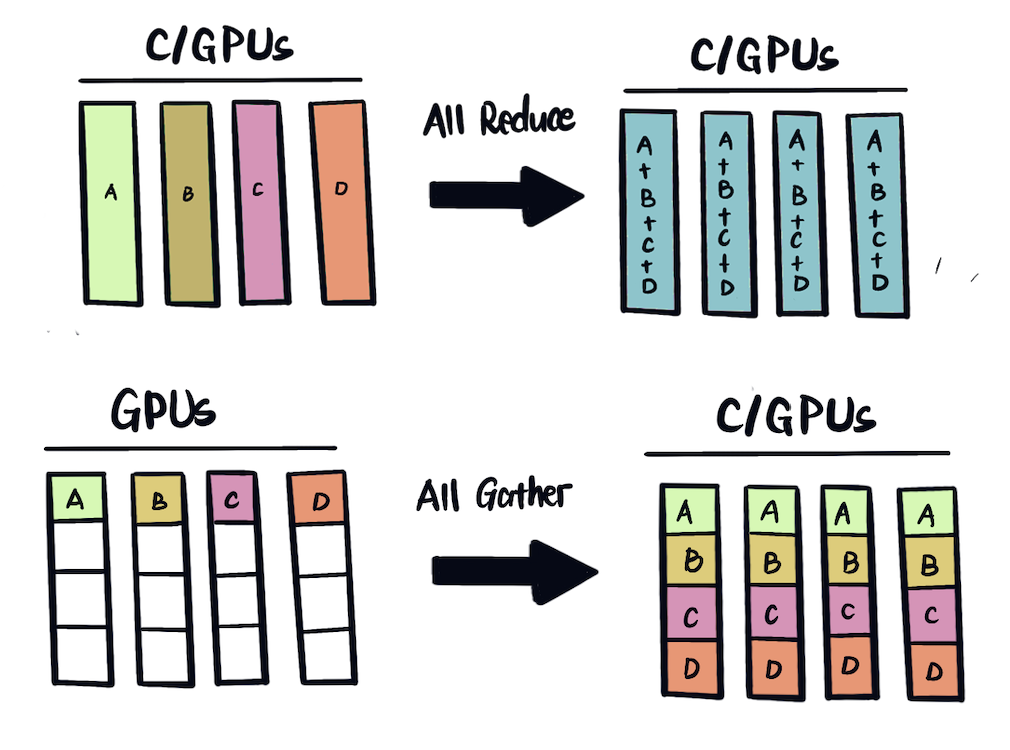 C/GPUs
A B C D
All Reduce
C/GPUs
A A A A
+ + + +
B B B B
+ + + +
C C C C
+ + + +
D D D D
GPUs
A B C D
All Gather
C/GPUs
A A A A
B B B B
C C C C
D D D D